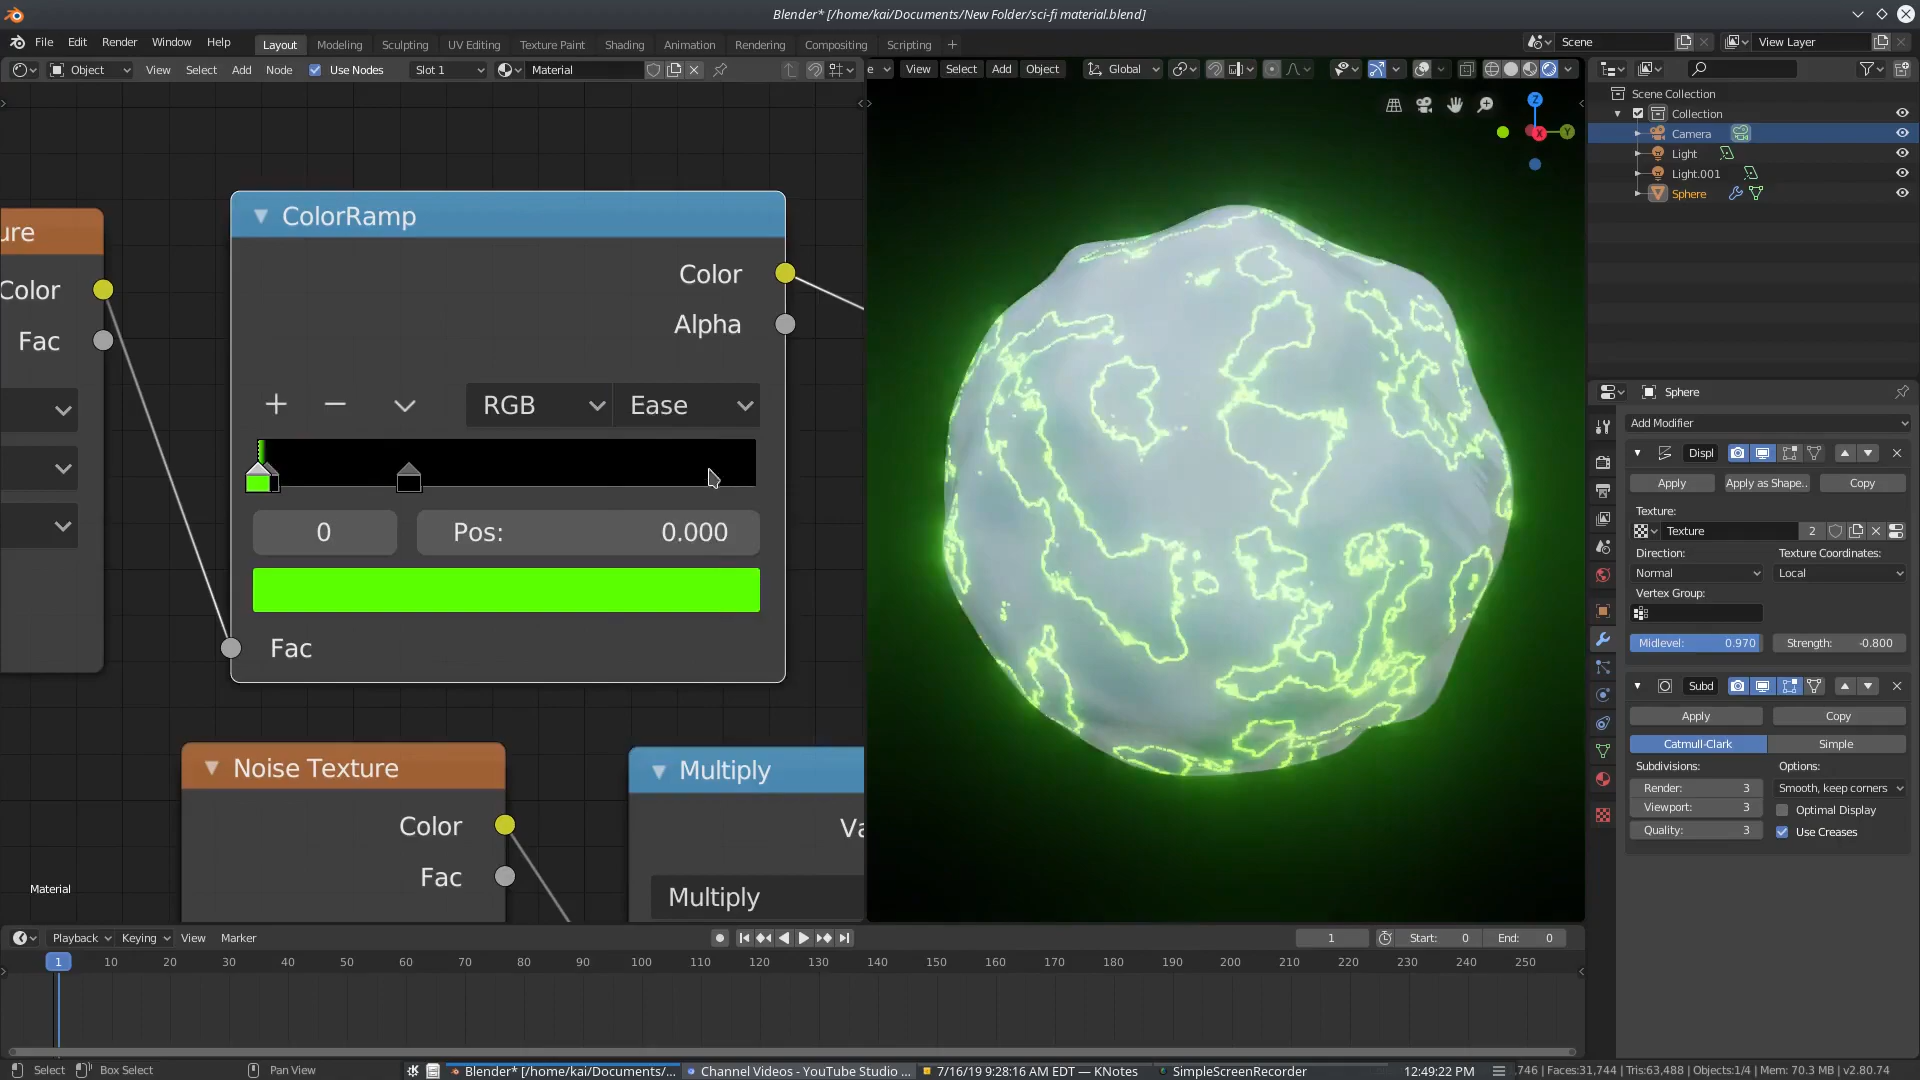 Blender* [/home/kai/Documents/New Folder/sci-fi material.blend]
File Edit Render Window Help Layout Modeling Sculpting UV Editing Texture Paint Shading Animation Rendering Compositing Scripting + Scene View Layer
Object View Select Add Node Use Nodes Slot 1 Material e View Select Add Object Global
Scene Collection
Collection
Camera
Light
Light.001
Sphere
ure
Color
Fac
ColorRamp
Color
Alpha
RGB Ease
0 Pos: 0.000
Fac
Noise Texture
Color
Fac
Multiply
Va
Multiply
Material
Z
Y
X
Sphere
Add Modifier
Displ
Apply Apply as Shape.. Copy
Texture:
Texture 2
Direction: Texture Coordinates:
Normal Local
Vertex Group:
Midlevel: 0.970 Strength: -0.800
Subd
Apply Copy
Catmull-Clark Simple
Subdivisions: Options:
Render: 3 Smooth, keep corners
Viewport: 3 Optimal Display
Quality: 3 Use Creases
Playback Keying View Marker 1 Start: 0 End: 0
1 10 20 30 40 50 60 70 80 90 100 110 120 130 140 150 160 170 180 190 200 210 220 230 240 250
Select Box Select Pan View Blender* [/home/kai/Documents/... Channel Videos - YouTube Studio ... 7/16/19 9:28:16 AM EDT — KNotes SimpleScreenRecorder 12:49:22 PM ,746 | Faces:31,744 | Tris:63,488 | Objects:1/4 | Mem: 70.3 MB | v2.80.74